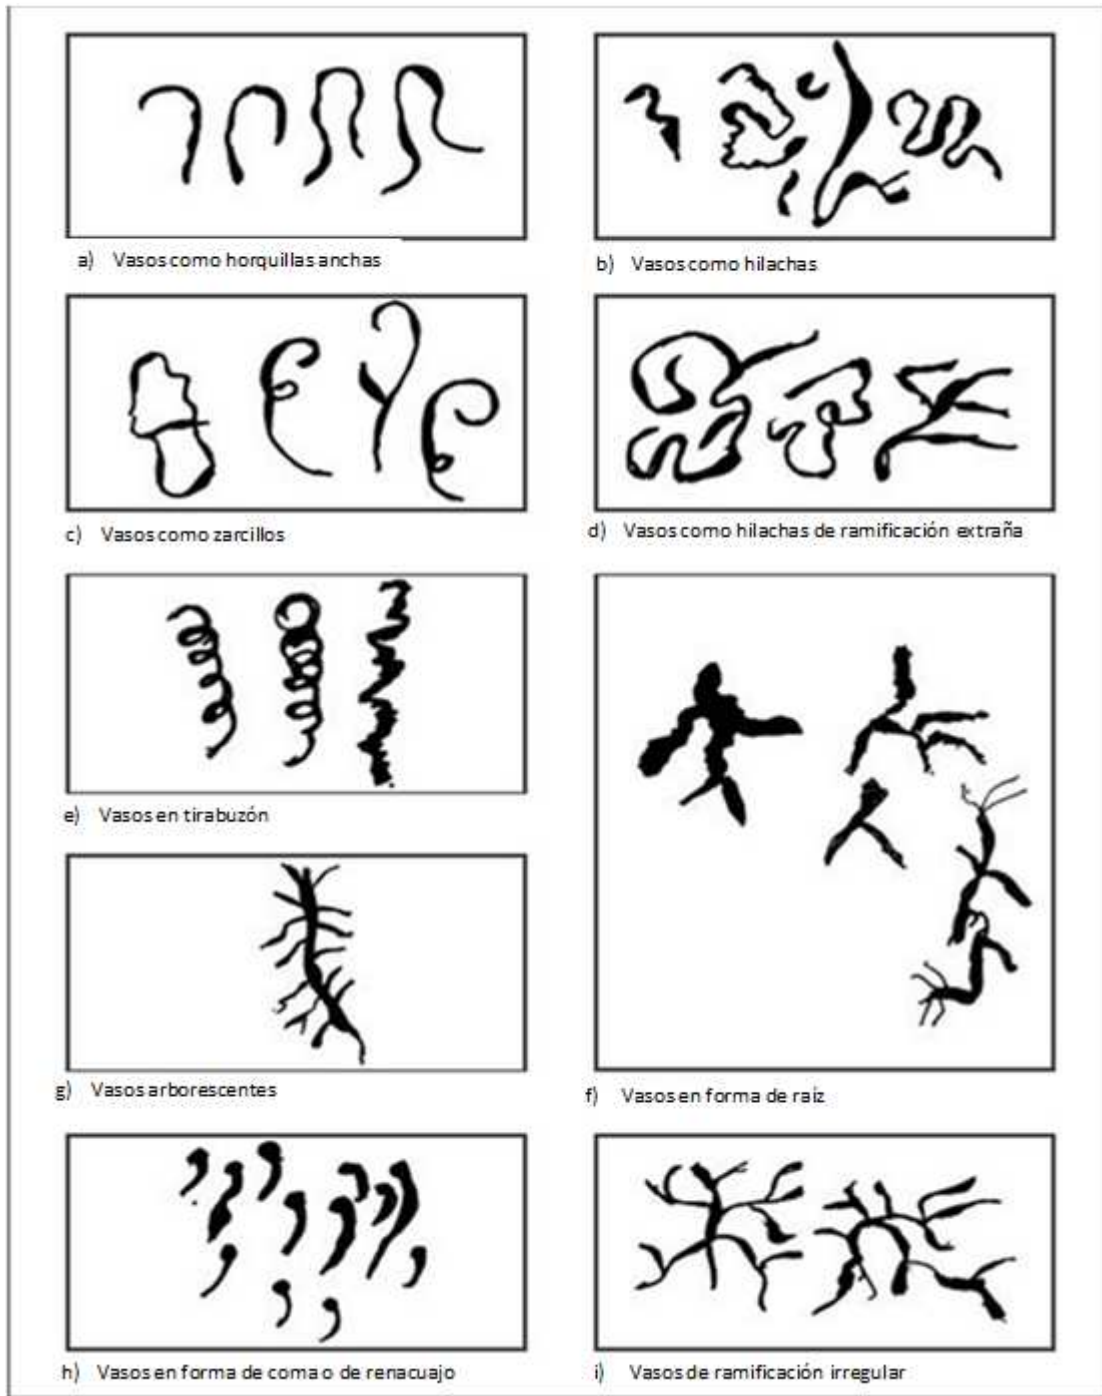 a) Vasos como horquillas anchas
b) Vasos como hilachas
c) Vasos como zarcillos
d) Vasos como hilachas de ramificación extraña
e) Vasos en tirabuzón
g) Vasos arborescentes
f) Vasos en forma de raíz
h) Vasos en forma de coma o de renacuajo
i) Vasos de ramificación irregular